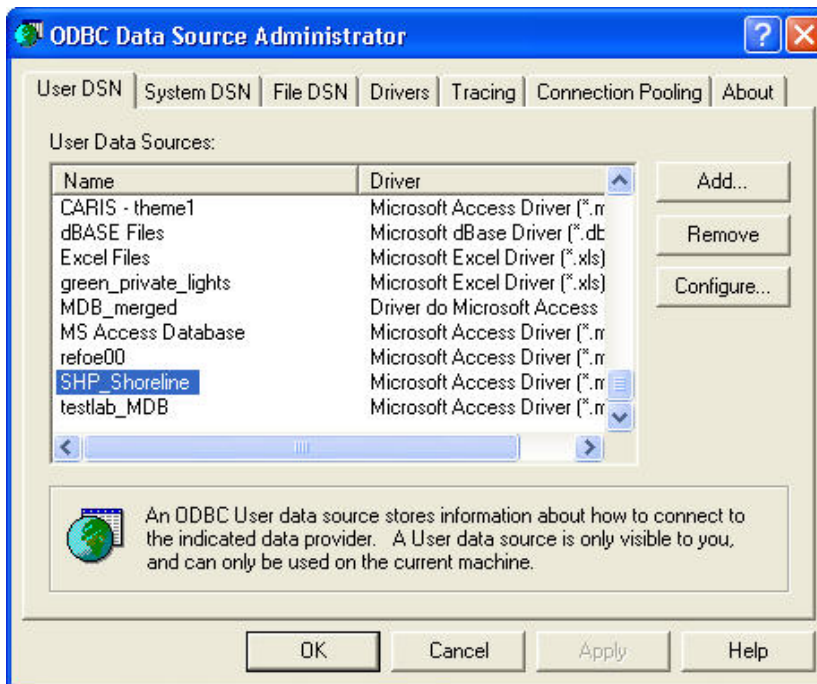 ODBC Data Source Administrator
User DSN System DSN File DSN Drivers Tracing Connection Pooling About
User Data Sources:
Name Driver
CARIS - theme1 Microsoft Access Driver (*.m
dBASE Files Microsoft dBase Driver (*.db
Excel Files Microsoft Excel Driver (*.xls)
green_private_lights Microsoft Excel Driver (*.xls)
MDB_merged Driver do Microsoft Access
MS Access Database Microsoft Access Driver (*.m
refoe00 Microsoft Access Driver (*.m
SHP_Shoreline Microsoft Access Driver (*.m
testlab_MDB Microsoft Access Driver (*.m
Add...
Remove
Configure...
An ODBC User data source stores information about how to connect to
the indicated data provider. A User data source is only visible to you,
and can only be used on the current machine.
OK Cancel Apply Help